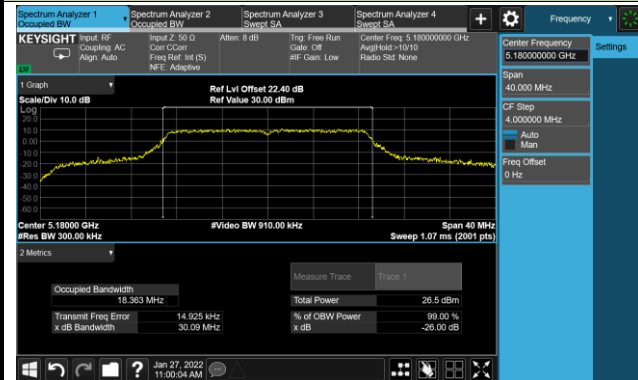 Spectrum Analyzer 1
Occupied BW
Spectrum Analyzer 2
Occupied BW
Spectrum Analyzer 3
Swept SA
Spectrum Analyzer 4
Swept SA
+
Frequency
KEYSIGHT
Input: RF
Coupling: AC
Align: Auto
Input Z: 50 Ω
Corr CCorr
Freq Ref: Int (S)
NFE: Adaptive
Atten: 8 dB
Trig: Free Run
Gate: Off
#IF Gain: Low
Center Freq: 5.180000000 GHz
Avg|Hold >10/10
Radio Std: None
Center Frequency
5.180000000 GHz
Settings
Span
40.000 MHz
CF Step
4.000000 MHz
Auto
Man
Freq Offset
0 Hz
1 Graph
Scale/Div 10.0 dB
Ref Lvl Offset 22.40 dB
Ref Value 30.00 dBm
Log
20.0
10.0
0.00
-10.0
-20.0
-30.0
-40.0
-50.0
-60.0
Center 5.18000 GHz
#Res BW 300.00 kHz
#Video BW 910.00 kHz
Span 40 MHz
Sweep 1.07 ms (2001 pts)
2 Metrics
Measure Trace
Trace 1
Occupied Bandwidth
18.363 MHz
Total Power
26.5 dBm
Transmit Freq Error
14.925 kHz
% of OBW Power
99.00 %
x dB Bandwidth
30.09 MHz
x dB
-26.00 dB
?
Jan 27, 2022
11:00:04 AM